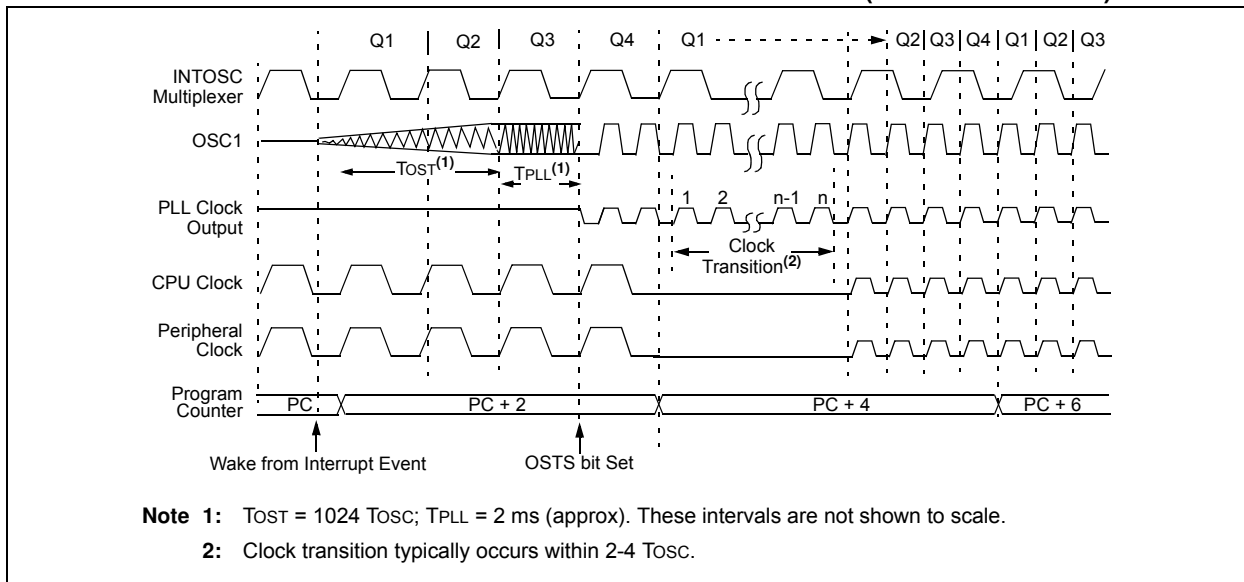 Q1 Q2 Q3 Q4 Q1 Q2 Q3 Q4 Q1 Q2 Q3
INTOSC
Multiplexer
OSC1
TOST(1)
TPLL(1)
PLL Clock
Output
1 2 n-1 n
Clock
Transition(2)
CPU Clock
Peripheral
Clock
Program
Counter
PC PC + 2 PC + 4 PC + 6
Wake from Interrupt Event
OSTS bit Set
Note 1: TOST = 1024 TOSC; TPLL = 2 ms (approx). These intervals are not shown to scale.
2: Clock transition typically occurs within 2-4 TOSC.